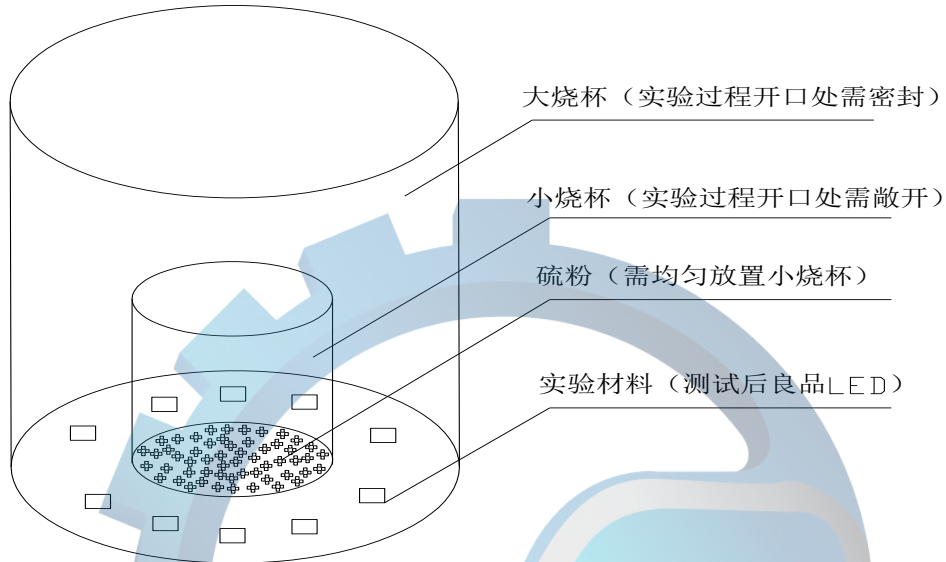 大烧杯（实验过程开口处需密封）
小烧杯（实验过程开口处需敞开）
硫粉（需均匀放置小烧杯）
实验材料（测试后良品LED）